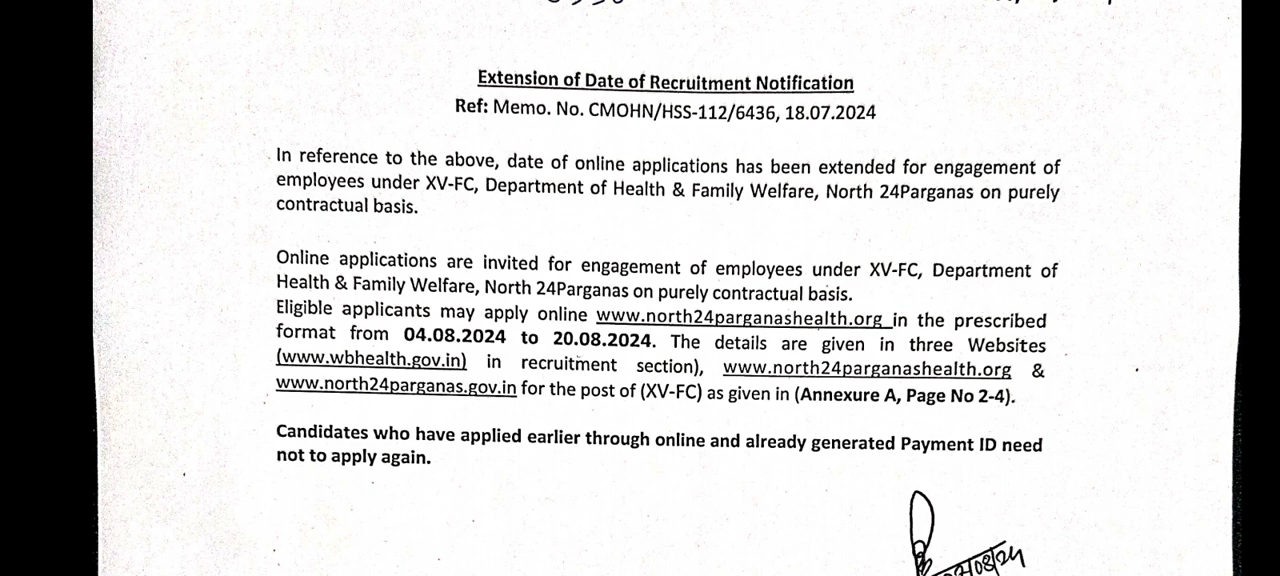 Extension of Date of Recruitment Notification
Ref: Memo. No. CMOHN/HSS-112/6436, 18.07.2024
In reference to the above, date of online applications has been extended for engagement of
employees under XV-FC, Department of Health & Family Welfare, North 24Parganas on purely
contractual basis.
Online applications are invited for engagement of employees under XV-FC, Department of
Health & Family Welfare, North 24Parganas on purely contractual basis.
Eligible applicants may apply online www.north24parganashealth.org in the prescribed
format from 04.08.2024 to 20.08.2024. The details are given in three Websites
(www.wbhealth.gov.in) in recruitment section), www.north24parganashealth.org &
www.north24parganas.gov.in for the post of (XV-FC) as given in (Annexure A, Page No 2-4).
Candidates who have applied earlier through online and already generated Payment ID need
not to apply again.